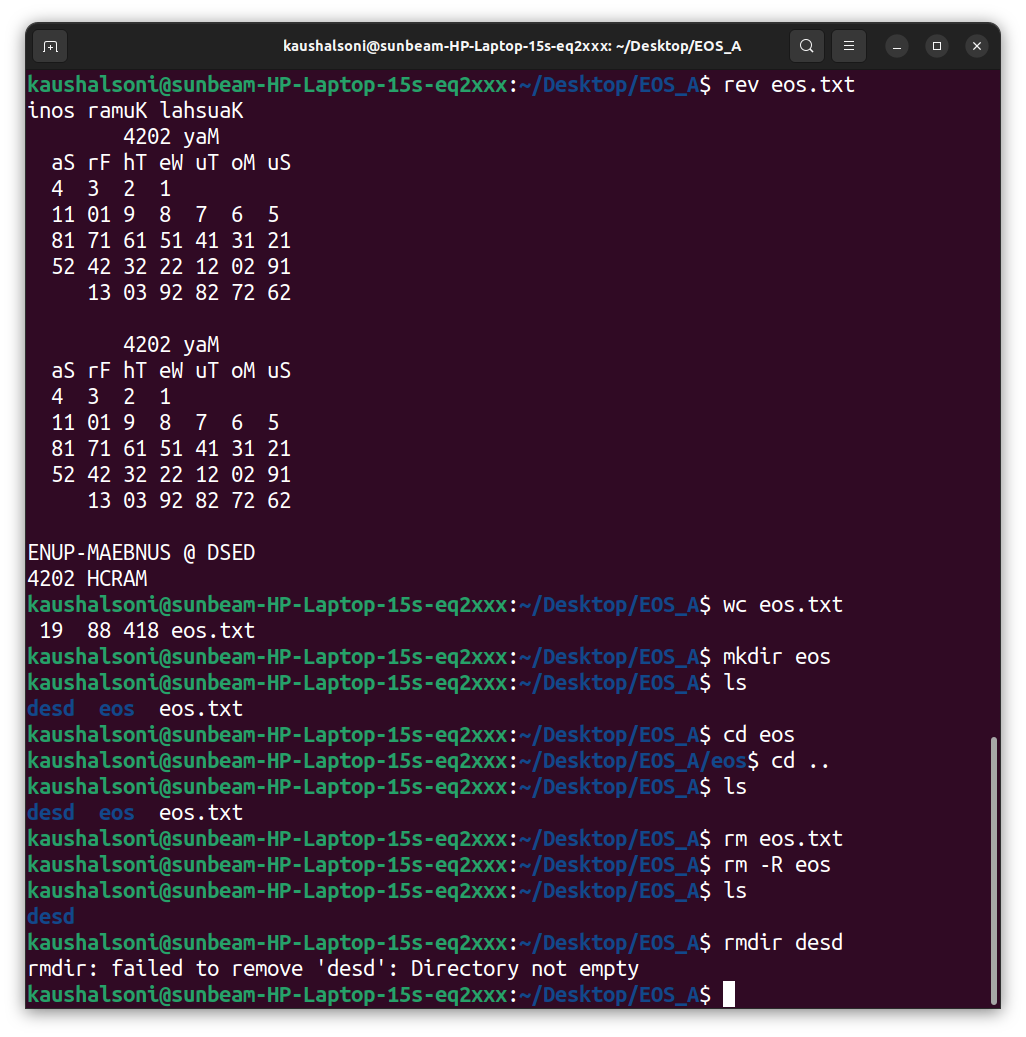 kaushalsoni@sunbeam-HP-Laptop-15s-eq2xxx: ~/Desktop/EOS_A
kaushalsoni@sunbeam-HP-Laptop-15s-eq2xxx:~/Desktop/EOS_A$ rev eos.txt
inos ramuK lahsuaK
        4202 yaM
  aS rF hT eW uT oM uS
  4  3  2  1
  11 01 9  8  7  6  5
  81 71 61 51 41 31 21
  52 42 32 22 12 02 91
     13 03 92 82 72 62

        4202 yaM
  aS rF hT eW uT oM uS
  4  3  2  1
  11 01 9  8  7  6  5
  81 71 61 51 41 31 21
  52 42 32 22 12 02 91
     13 03 92 82 72 62

ENUP-MAEBNUS @ DSED
4202 HCRAM
kaushalsoni@sunbeam-HP-Laptop-15s-eq2xxx:~/Desktop/EOS_A$ wc eos.txt
 19  88 418 eos.txt
kaushalsoni@sunbeam-HP-Laptop-15s-eq2xxx:~/Desktop/EOS_A$ mkdir eos
kaushalsoni@sunbeam-HP-Laptop-15s-eq2xxx:~/Desktop/EOS_A$ ls
desd  eos  eos.txt
kaushalsoni@sunbeam-HP-Laptop-15s-eq2xxx:~/Desktop/EOS_A$ cd eos
kaushalsoni@sunbeam-HP-Laptop-15s-eq2xxx:~/Desktop/EOS_A/eos$ cd ..
kaushalsoni@sunbeam-HP-Laptop-15s-eq2xxx:~/Desktop/EOS_A$ ls
desd  eos  eos.txt
kaushalsoni@sunbeam-HP-Laptop-15s-eq2xxx:~/Desktop/EOS_A$ rm eos.txt
kaushalsoni@sunbeam-HP-Laptop-15s-eq2xxx:~/Desktop/EOS_A$ rm -R eos
kaushalsoni@sunbeam-HP-Laptop-15s-eq2xxx:~/Desktop/EOS_A$ ls
desd
kaushalsoni@sunbeam-HP-Laptop-15s-eq2xxx:~/Desktop/EOS_A$ rmdir desd
rmdir: failed to remove 'desd': Directory not empty
kaushalsoni@sunbeam-HP-Laptop-15s-eq2xxx:~/Desktop/EOS_A$